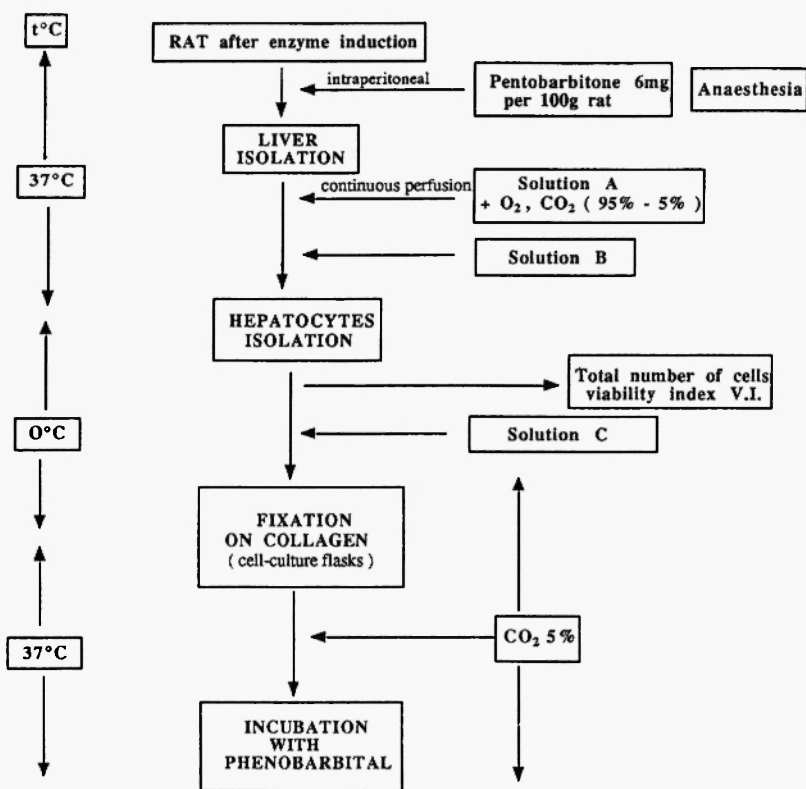 t°C
RAT after enzyme induction
intraperitoneal
Pentobarbitone 6mg
per 100g rat
Anaesthesia
LIVER
ISOLATION
37°C
continuous perfusion
Solution A
+ O₂, CO₂ ( 95% - 5% )
Solution B
HEPATOCYTES
ISOLATION
Total number of cells
viability index V.I.
0°C
Solution C
FIXATION
ON COLLAGEN
( cell-culture flasks )
37°C
CO₂ 5%
INCUBATION
WITH
PHENOBARBITAL